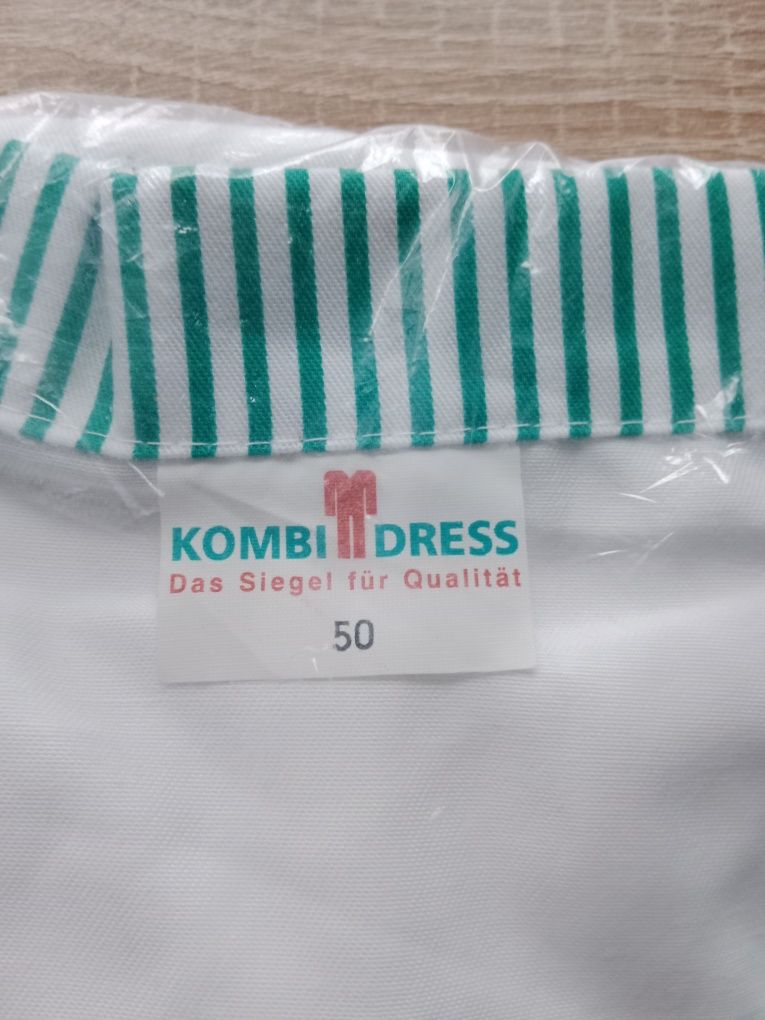 KOMBI DRESS
Das Siegel für Qualität
50